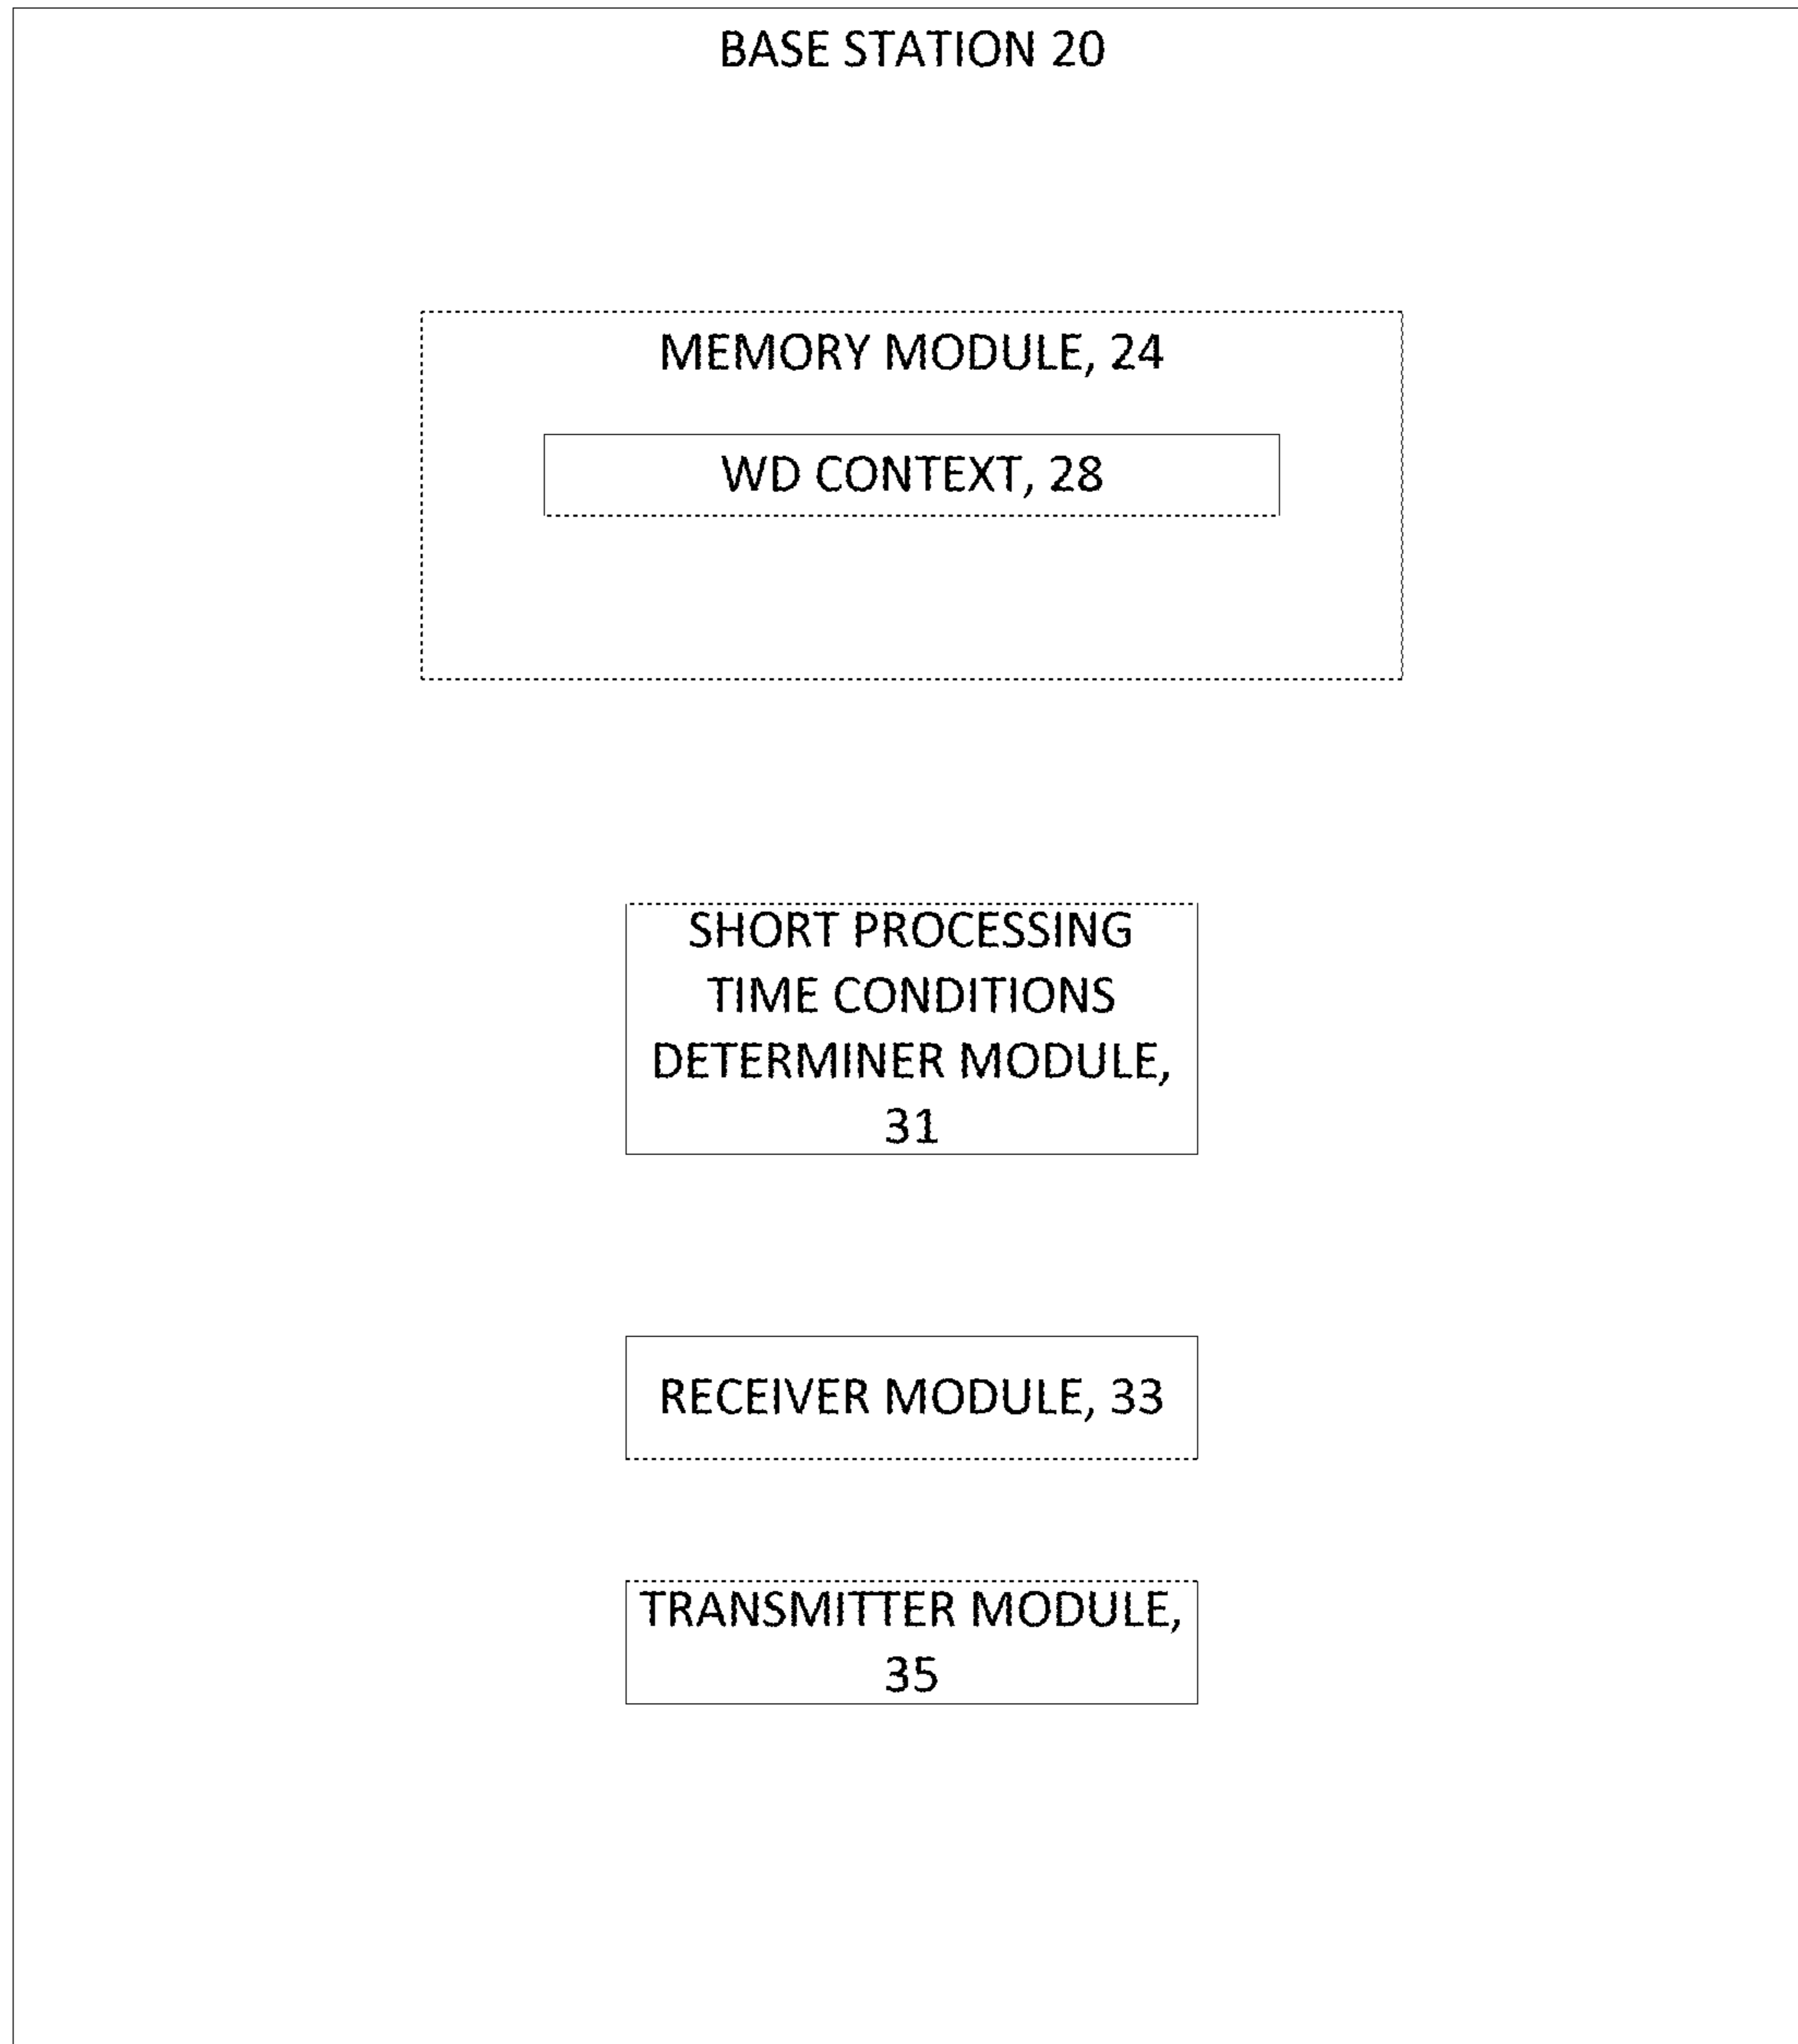 BASE STATION 20
MEMORY MODULE, 24
WD CONTEXT, 28
SHORT PROCESSING
TIME CONDITIONS
DETERMINER MODULE,
31
RECEIVER MODULE, 33
TRANSMITTER MODULE,
35